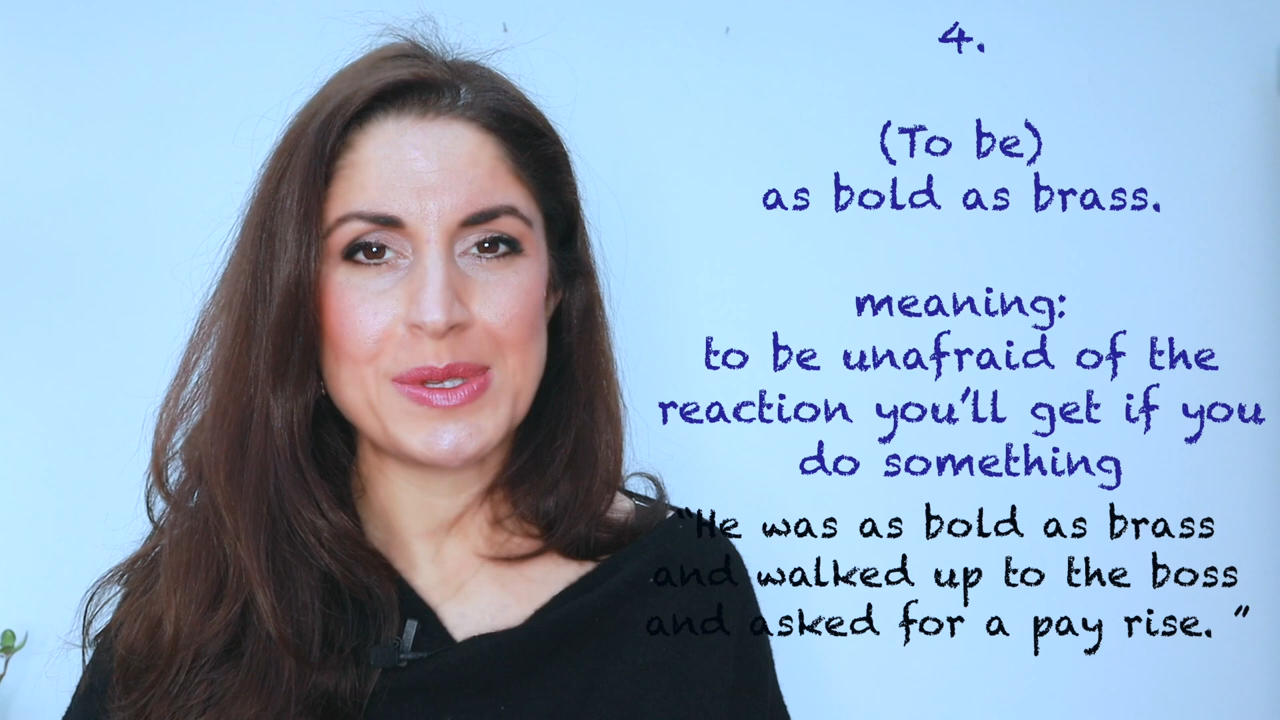 4.
(To be)
as bold as brass.
meaning:
to be unafraid of the
reaction you'll get if you
do something
“He was as bold as brass
and walked up to the boss
and asked for a pay rise. ”